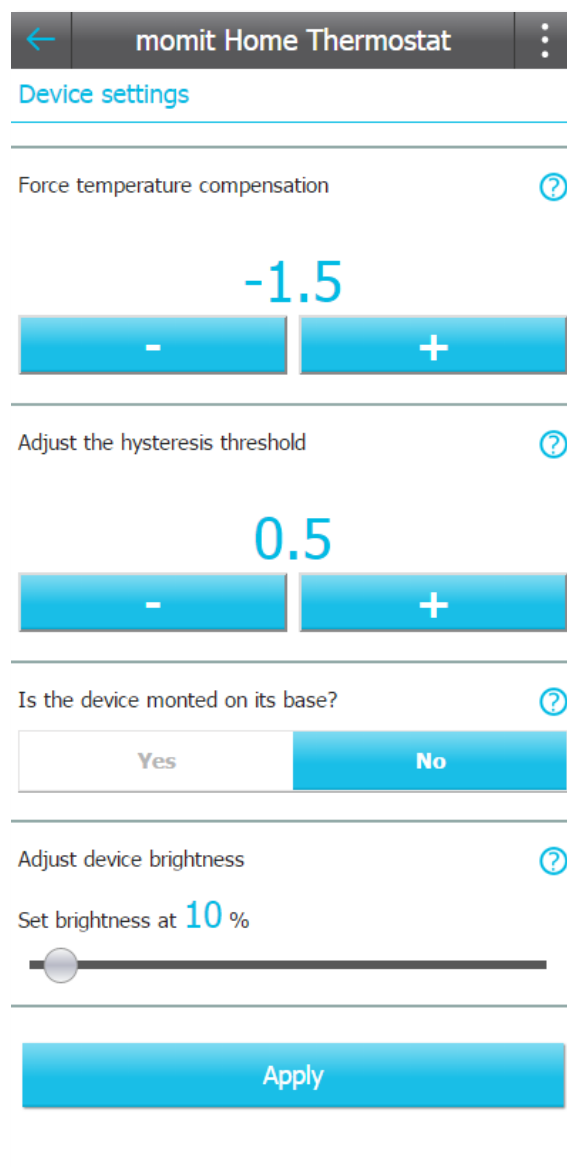 momit Home Thermostat
Device settings
Force temperature compensation ?
-1.5
- +
Adjust the hysteresis threshold ?
0.5
- +
Is the device monted on its base? ?
Yes No
Adjust device brightness ?
Set brightness at 10 %
Apply